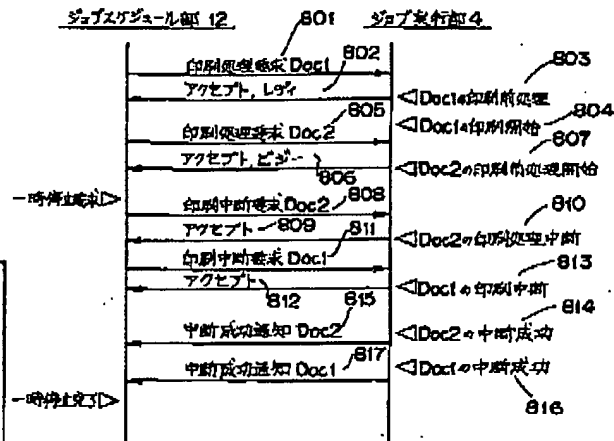 ジョブスケジュール部 12
ジョブ実行部 4
801
印刷処理要求 Doc1
802
アクセプト, レディ
803
Doc1の印刷前処理
804
Doc1の印刷開始
805
印刷処理要求 Doc2
アクセプト, ビジー
806
807
Doc2の印刷前処理開始
一時停止要求
808
印刷中断要求 Doc2
アクセプト
809
810
Doc2の印刷処理中断
811
印刷中断要求 Doc1
アクセプト
812
813
Doc1の印刷中断
815
中断成功通知 Doc2
814
Doc2の中断成功
817
中断成功通知 Doc1
Doc1の中断成功
816
一時停止完了